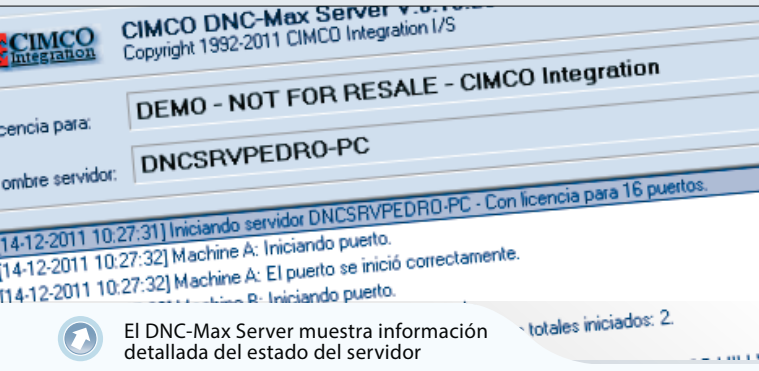 CIMCO
Integration
CIMCO DNC-Max Server
Copyright 1992-2011 CIMCO Integration I/S
cencia para:
DEMO - NOT FOR RESALE - CIMCO Integration
ombre servidor:
DNCSRVPEDRO-PC
[14-12-2011 10:27:31] Iniciando servidor DNCSRVPEDRO-PC - Con licencia para 16 puertos.
[14-12-2011 10:27:32] Machine A: Iniciando puerto.
[14-12-2011 10:27:32] Machine A: El puerto se inició correctamente.
Machine B: Iniciando puerto.
totales iniciados: 2.
El DNC-Max Server muestra información
detallada del estado del servidor